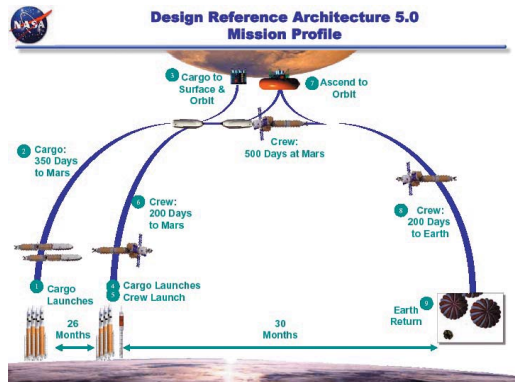 NASA
Design Reference Architecture 5.0
Mission Profile
3 Cargo to
Surface &
Orbit
7 Ascend to
Orbit
2 Cargo:
350 Days
to Mars
Crew:
500 Days at Mars
6 Crew:
200 Days
to Mars
8 Crew:
200 Days
to Earth
1 Cargo
Launches
4 Cargo Launches
5 Crew Launch
9 Earth
Return
26
Months
30
Months